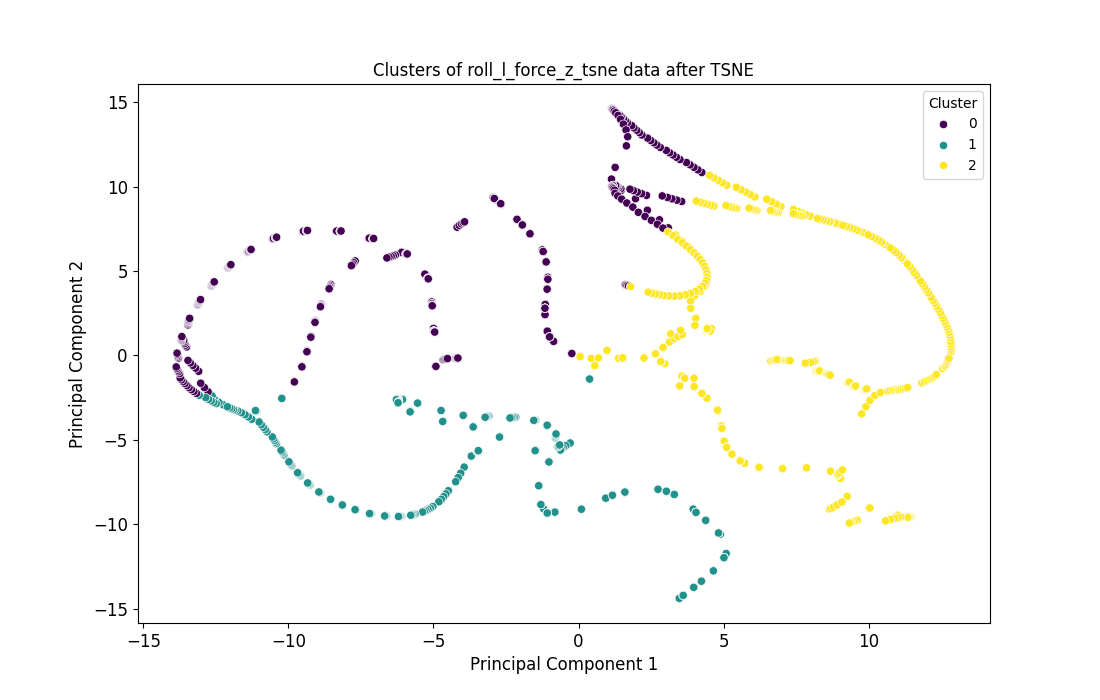 Clusters of roll_l_force_z_tsne data after TSNE
Cluster
0
1
2
15
10
5
0
−5
−10
−15
Principal Component 2
−15 −10 −5 0 5 10
Principal Component 1